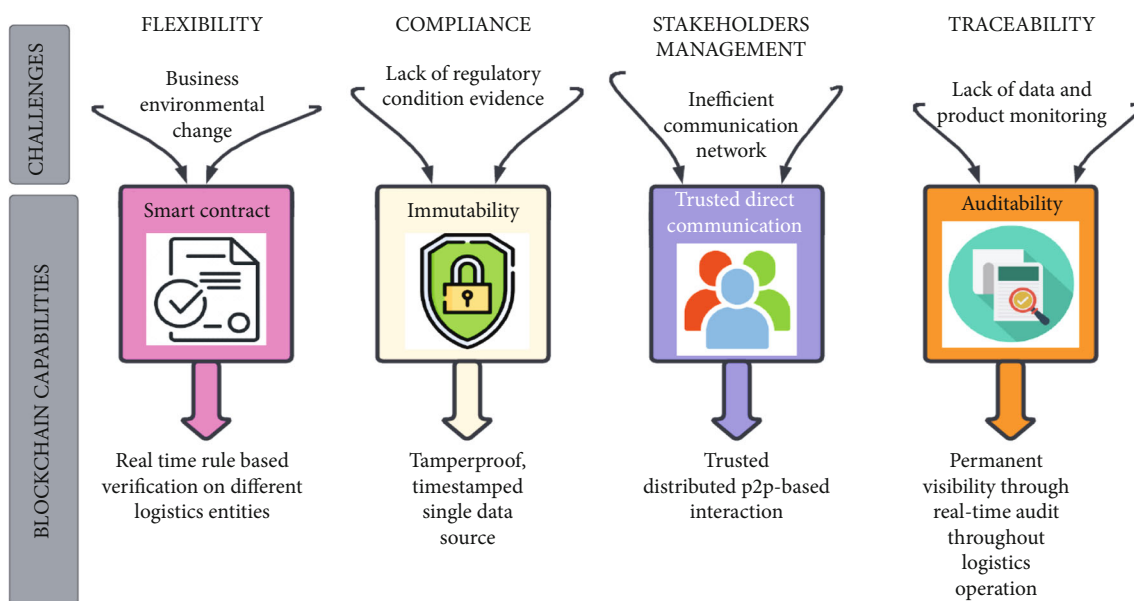 FLEXIBILITY
COMPLIANCE
STAKEHOLDERS
MANAGEMENT
TRACEABILITY
CHALLENGES
Business
environmental
change
Lack of regulatory
condition evidence
Inefficient
communication
network
Lack of data and
product monitoring
BLOCKCHAIN CAPABILITIES
Smart contract
Immutability
Trusted direct
communication
Auditability
Real time rule based
verification on different
logistics entities
Tamperproof,
timestamped
single data
source
Trusted
distributed p2p-based
interaction
Permanent
visibility through
real-time audit
throughout
logistics
operation